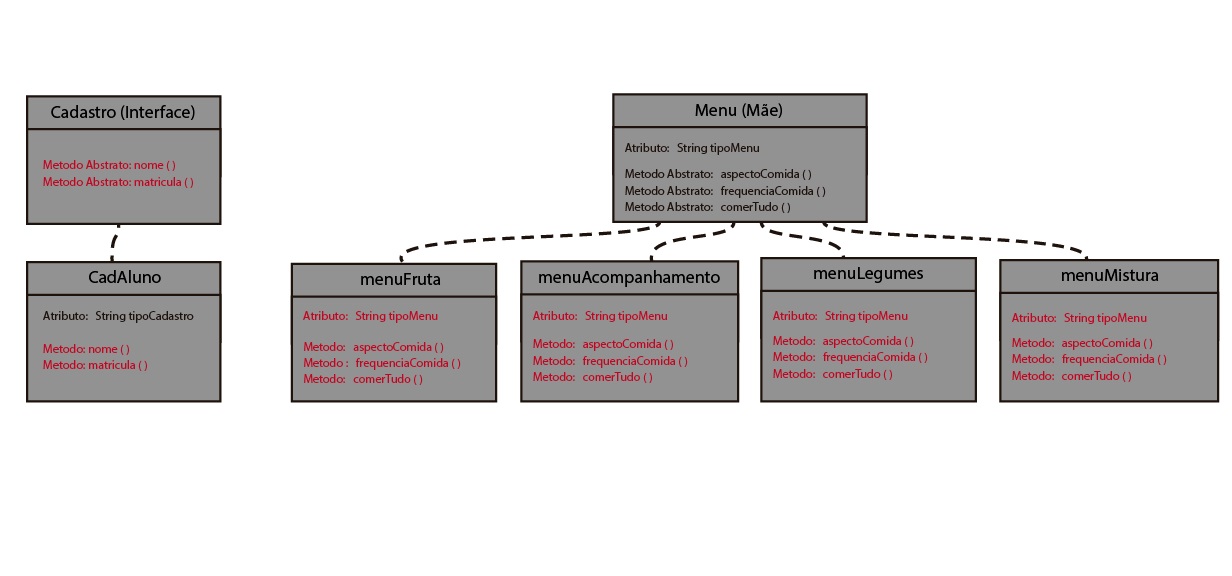 Cadastro (Interface)
Metodo Abstrato: nome ( )
Metodo Abstrato: matricula ( )
CadAluno
Atributo: String tipoCadastro
Metodo: nome ( )
Metodo: matricula ( )
Menu (Mãe)
Atributo: String tipoMenu
Metodo Abstrato: aspectoComida ( )
Metodo Abstrato: frequenciaComida ( )
Metodo Abstrato: comerTudo ( )
menuFruta
Atributo: String tipoMenu
Metodo: aspectoComida ( )
Metodo : frequenciaComida ( )
Metodo: comerTudo ( )
menuAcompanhamento
Atributo: String tipoMenu
Metodo: aspectoComida ( )
Metodo: frequenciaComida ( )
Metodo: comerTudo ( )
menuLegumes
Atributo: String tipoMenu
Metodo: aspectoComida ( )
Metodo: frequenciaComida ( )
Metodo: comerTudo ( )
menuMistura
Atributo: String tipoMenu
Metodo: aspectoComida ( )
Metodo: frequenciaComida ( )
Metodo: comerTudo ( )